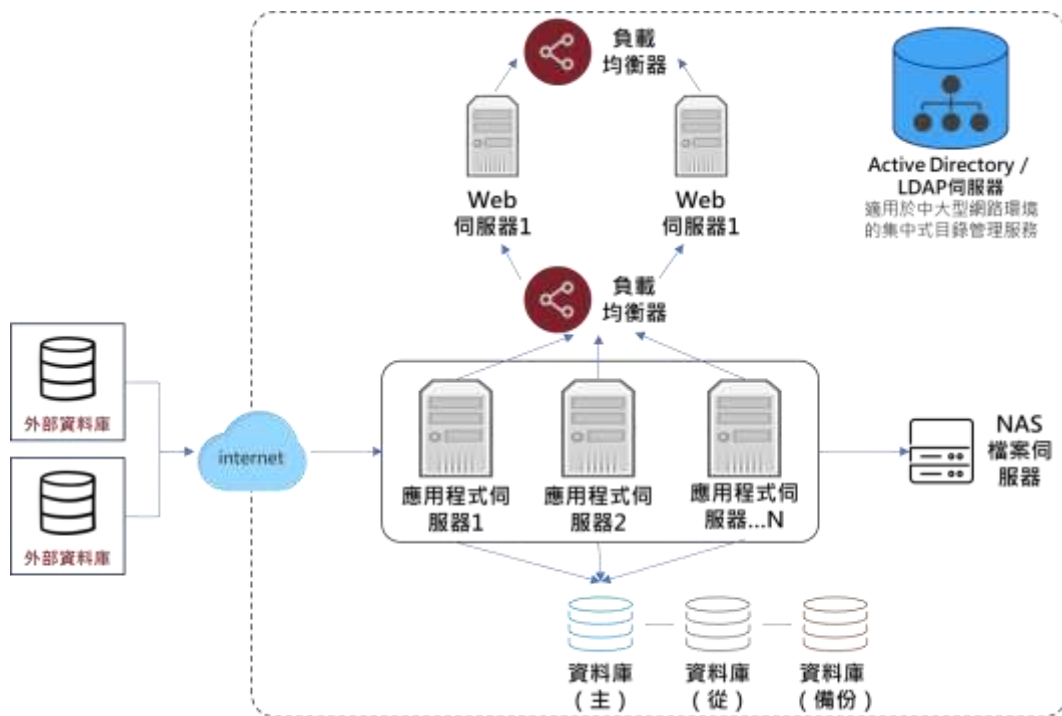 負載
均衡器
Active Directory /
LDAP伺服器
適用於中大型網路環境
的集中式目錄管理服務
Web
伺服器1
Web
伺服器1
負載
均衡器
外部資料庫
外部資料庫
internet
應用程式伺
服器1
應用程式伺
服器2
應用程式伺
服器...N
NAS
檔案伺
服器
資料庫
(主)
資料庫
(從)
資料庫
(備份)